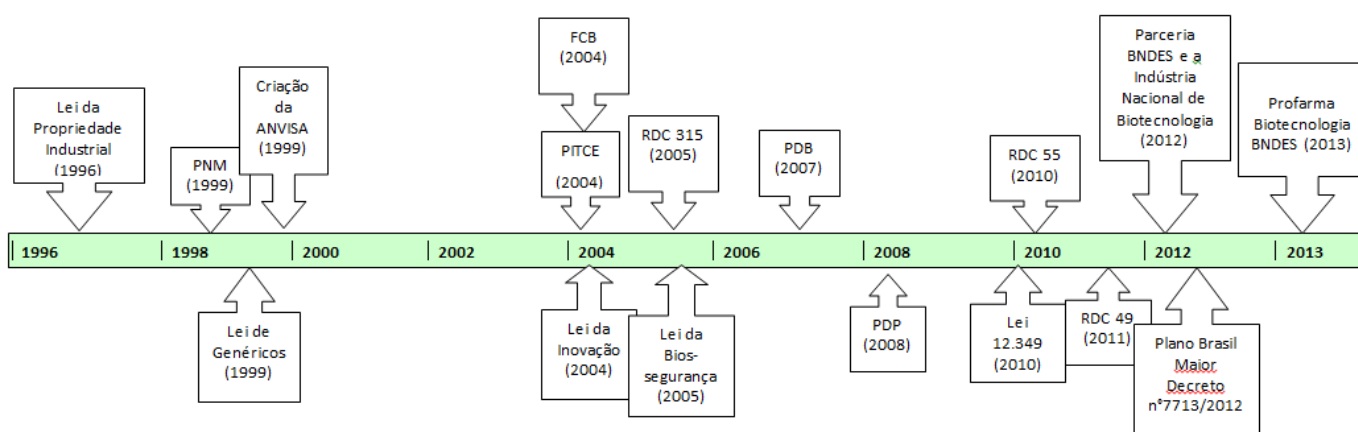 Lei da
Propriedade
Industrial
(1996)
PNM
(1999)
Criação
da
ANVISA
(1999)
FCB
(2004)
PITCE
(2004)
RDC 315
(2005)
PDB
(2007)
RDC 55
(2010)
Parceria
BNDES e a
Indústria
Nacional de
Biotecnologia
(2012)
Profarma
Biotecnologia
BNDES (2013)
1996
1998
2000
2002
2004
2006
2008
2010
2012
2013
Lei de
Genéricos
(1999)
Lei da
Inovação
(2004)
Lei da
Bios-
segurança
(2005)
PDP
(2008)
Lei
12.349
(2010)
RDC 49
(2011)
Plano Brasil
Maior
Decreto
n°7713/2012